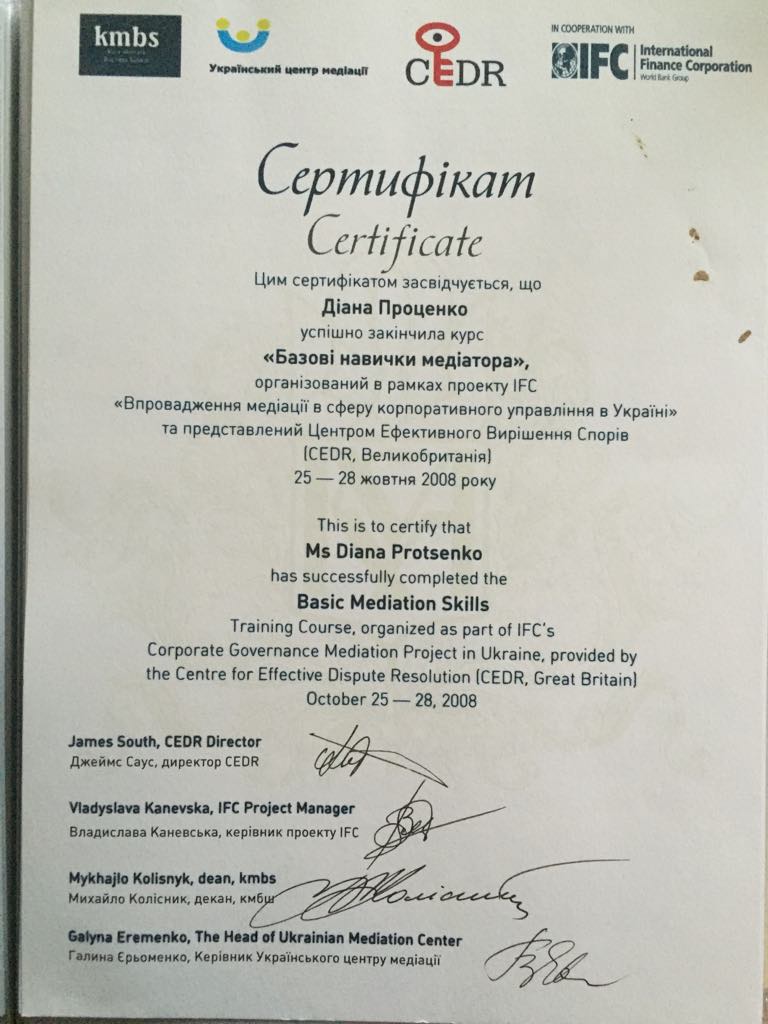 kmbs
Український центр медіації
CEDR
IN COOPERATION WITH
IFC
International
Finance Corporation
World Bank Group
Сертифікат
Certificate
Цим сертифікатом засвідчується, що
Діана Проценко
успішно закінчила курс
«Базові навички медіатора»,
організований в рамках проекту IFC
«Впровадження медіації в сферу корпоративного управління в Україні»
та представлений Центром Ефективного Вирішення Спорів
(CEDR, Великобританія)
25 — 28 жовтня 2008 року
This is to certify that
Ms Diana Protsenko
has successfully completed the
Basic Mediation Skills
Training Course, organized as part of IFC's
Corporate Governance Mediation Project in Ukraine, provided by
the Centre for Effective Dispute Resolution (CEDR, Great Britain)
October 25 — 28, 2008
James South, CEDR Director
Джеймс Саус, директор CEDR
Vladyslava Kanevska, IFC Project Manager
Владислава Каневська, керівник проекту IFC
Mykhajlo Kolisnyk, dean, kmbs
Михайло Колісник, декан, кмбш
Galyna Eremenko, The Head of Ukrainian Mediation Center
Галина Єрьоменко, Керівник Українського центру медіації